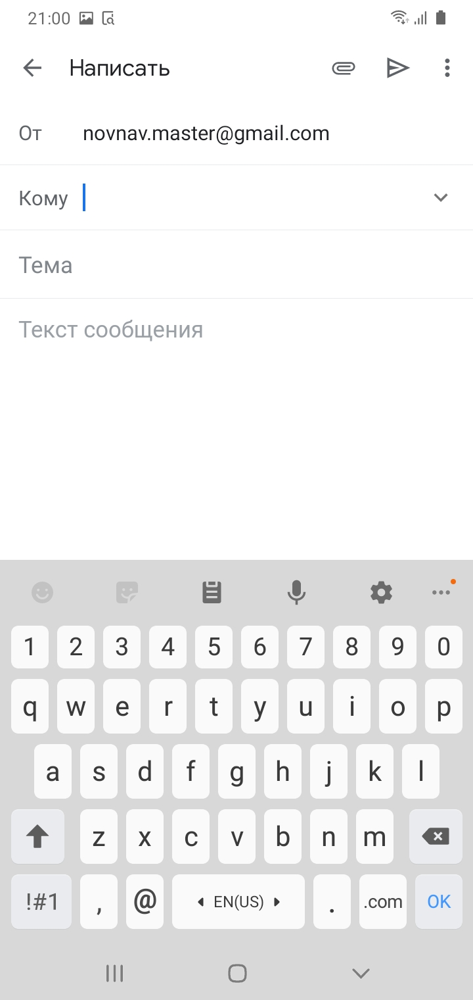 21:00
Написать
От novnav.master@gmail.com
Кому
Тема
Текст сообщения
1 2 3 4 5 6 7 8 9 0
q w e r t y u i o p
a s d f g h j k l
z x c v b n m
!#1 , @ EN(US) . .com OK